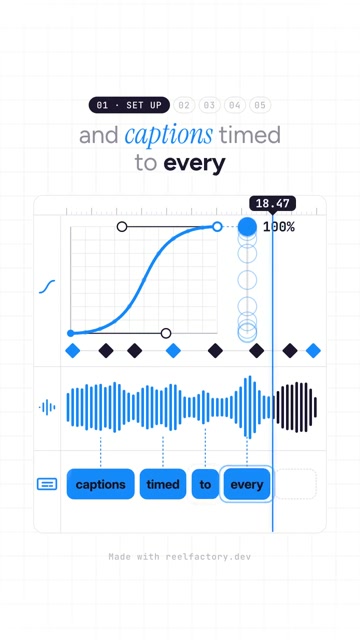 01 · SET UP 02 03 04 05
and captions timed
to every
18.47
100%
captions timed to every
Made with reelfactory.dev